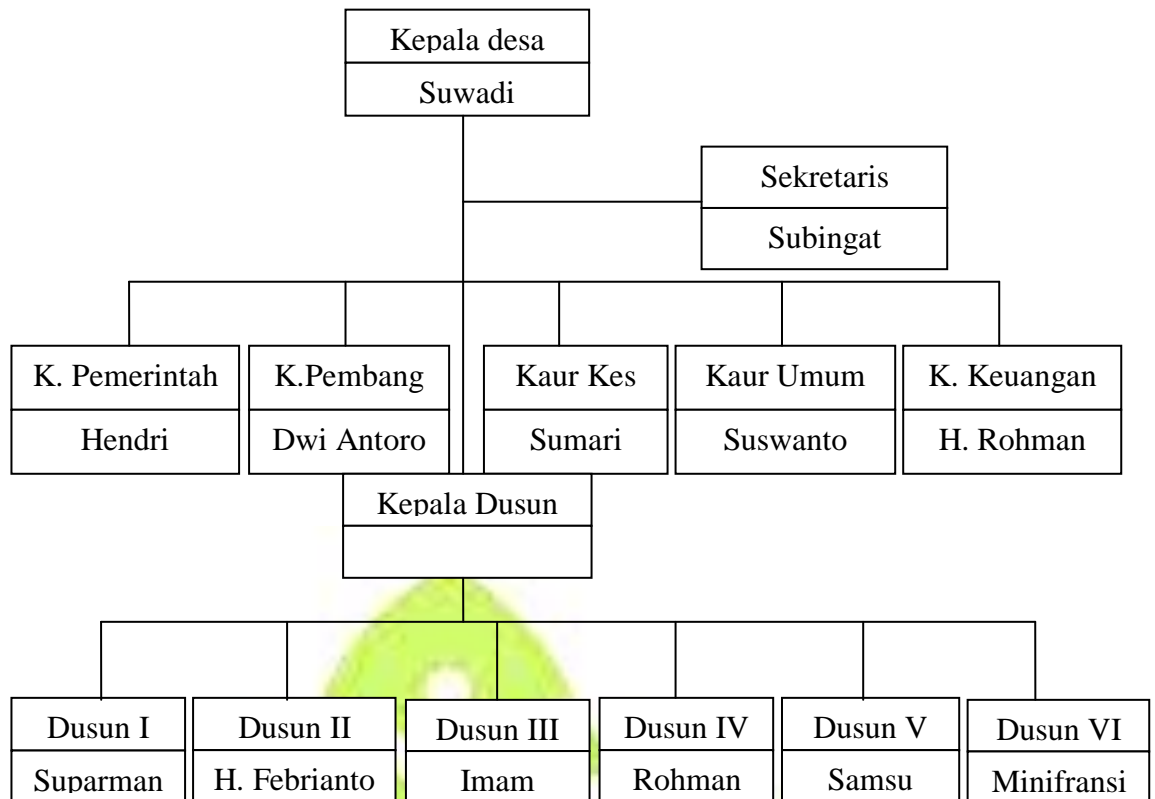 Kepala desa
Suwadi
Sekretaris
Subingat
K. Pemerintah
Hendri
K.Pembang
Dwi Antoro
Kaur Kes
Sumari
Kaur Umum
Suswanto
K. Keuangan
H. Rohman
Kepala Dusun
Dusun I
Suparman
Dusun II
H. Febrianto
Dusun III
Imam
Dusun IV
Rohman
Dusun V
Samsu
Dusun VI
Minifransi